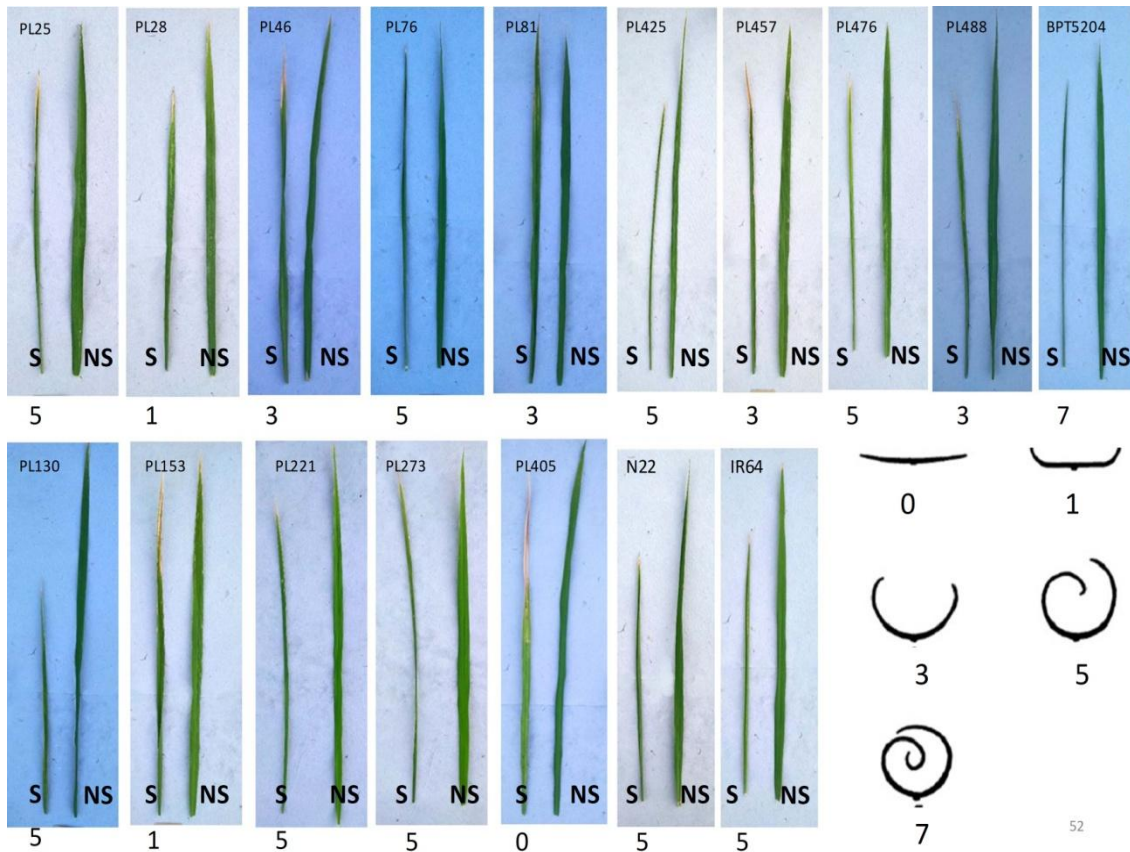 PL25 PL28 PL46 PL76 PL81 PL425 PL457 PL476 PL488 BPT5204
S NS S NS S NS S NS S NS S NS S NS S NS S NS S NS
5 1 3 5 3 5 3 5 3 7
PL130 PL153 PL221 PL273 PL405 N22 IR64
0 1
3 5
S NS S NS S NS S NS S NS S NS S NS
5 1 5 5 0 5 5
7
52